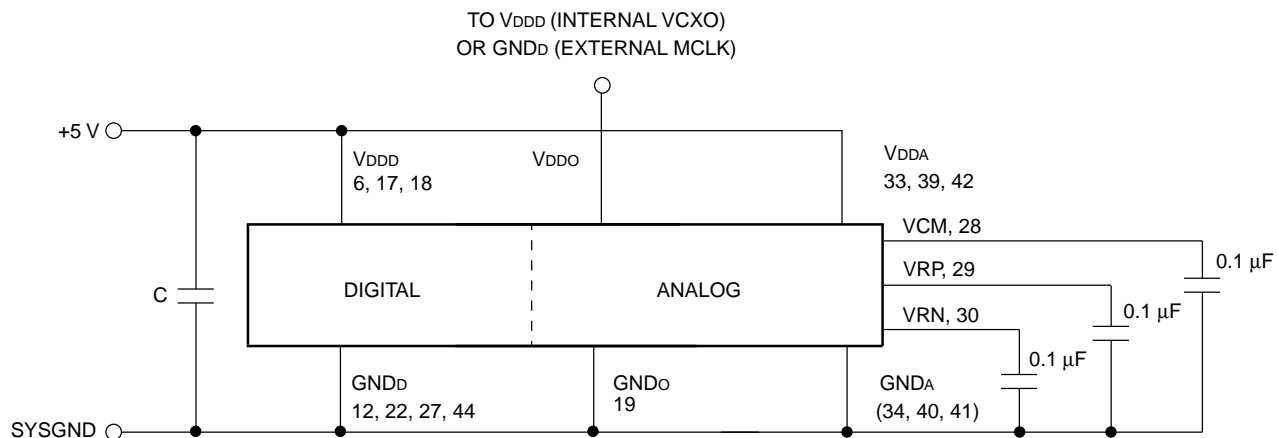 TO VDDD (INTERNAL VCXO)
OR GNDD (EXTERNAL MCLK)
+5 V
VDDD
6, 17, 18
VDDO
VDDA
33, 39, 42
VCM, 28
0.1 μF
VRP, 29
0.1 μF
VRN, 30
0.1 μF
C
DIGITAL
ANALOG
GNDD
12, 22, 27, 44
GNDO
19
GNDA
(34, 40, 41)
SYSGND